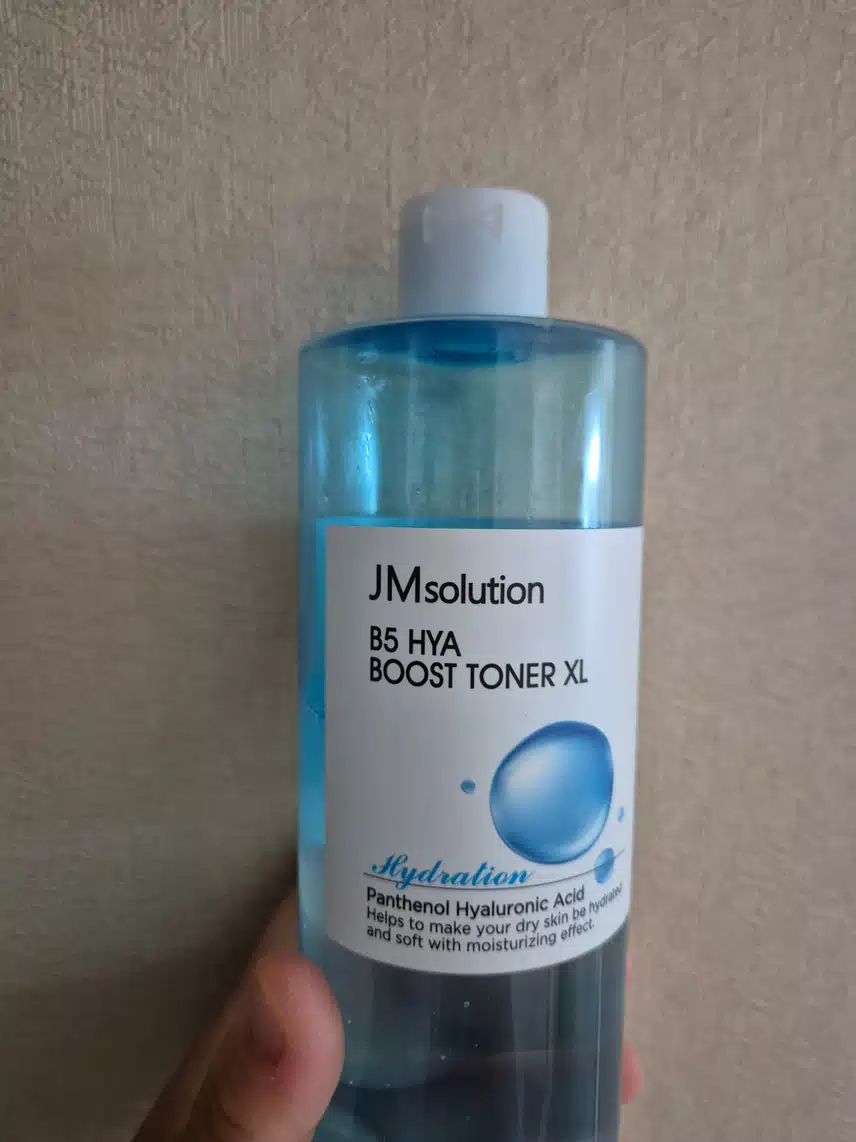 JMsolution
B5 HYA
BOOST TONER XL
Hydration
Panthenol Hyaluronic Acid
Helps to make your dry skin be hydrated
and soft with moisturizing effect.